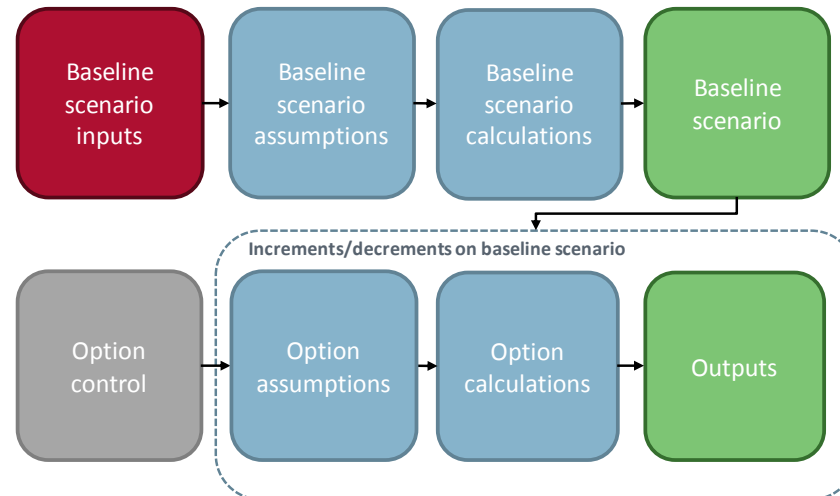 Baseline
scenario
inputs
Baseline
scenario
assumptions
Baseline
scenario
calculations
Baseline
scenario
Increments/decrements on baseline scenario
Option
control
Option
assumptions
Option
calculations
Outputs